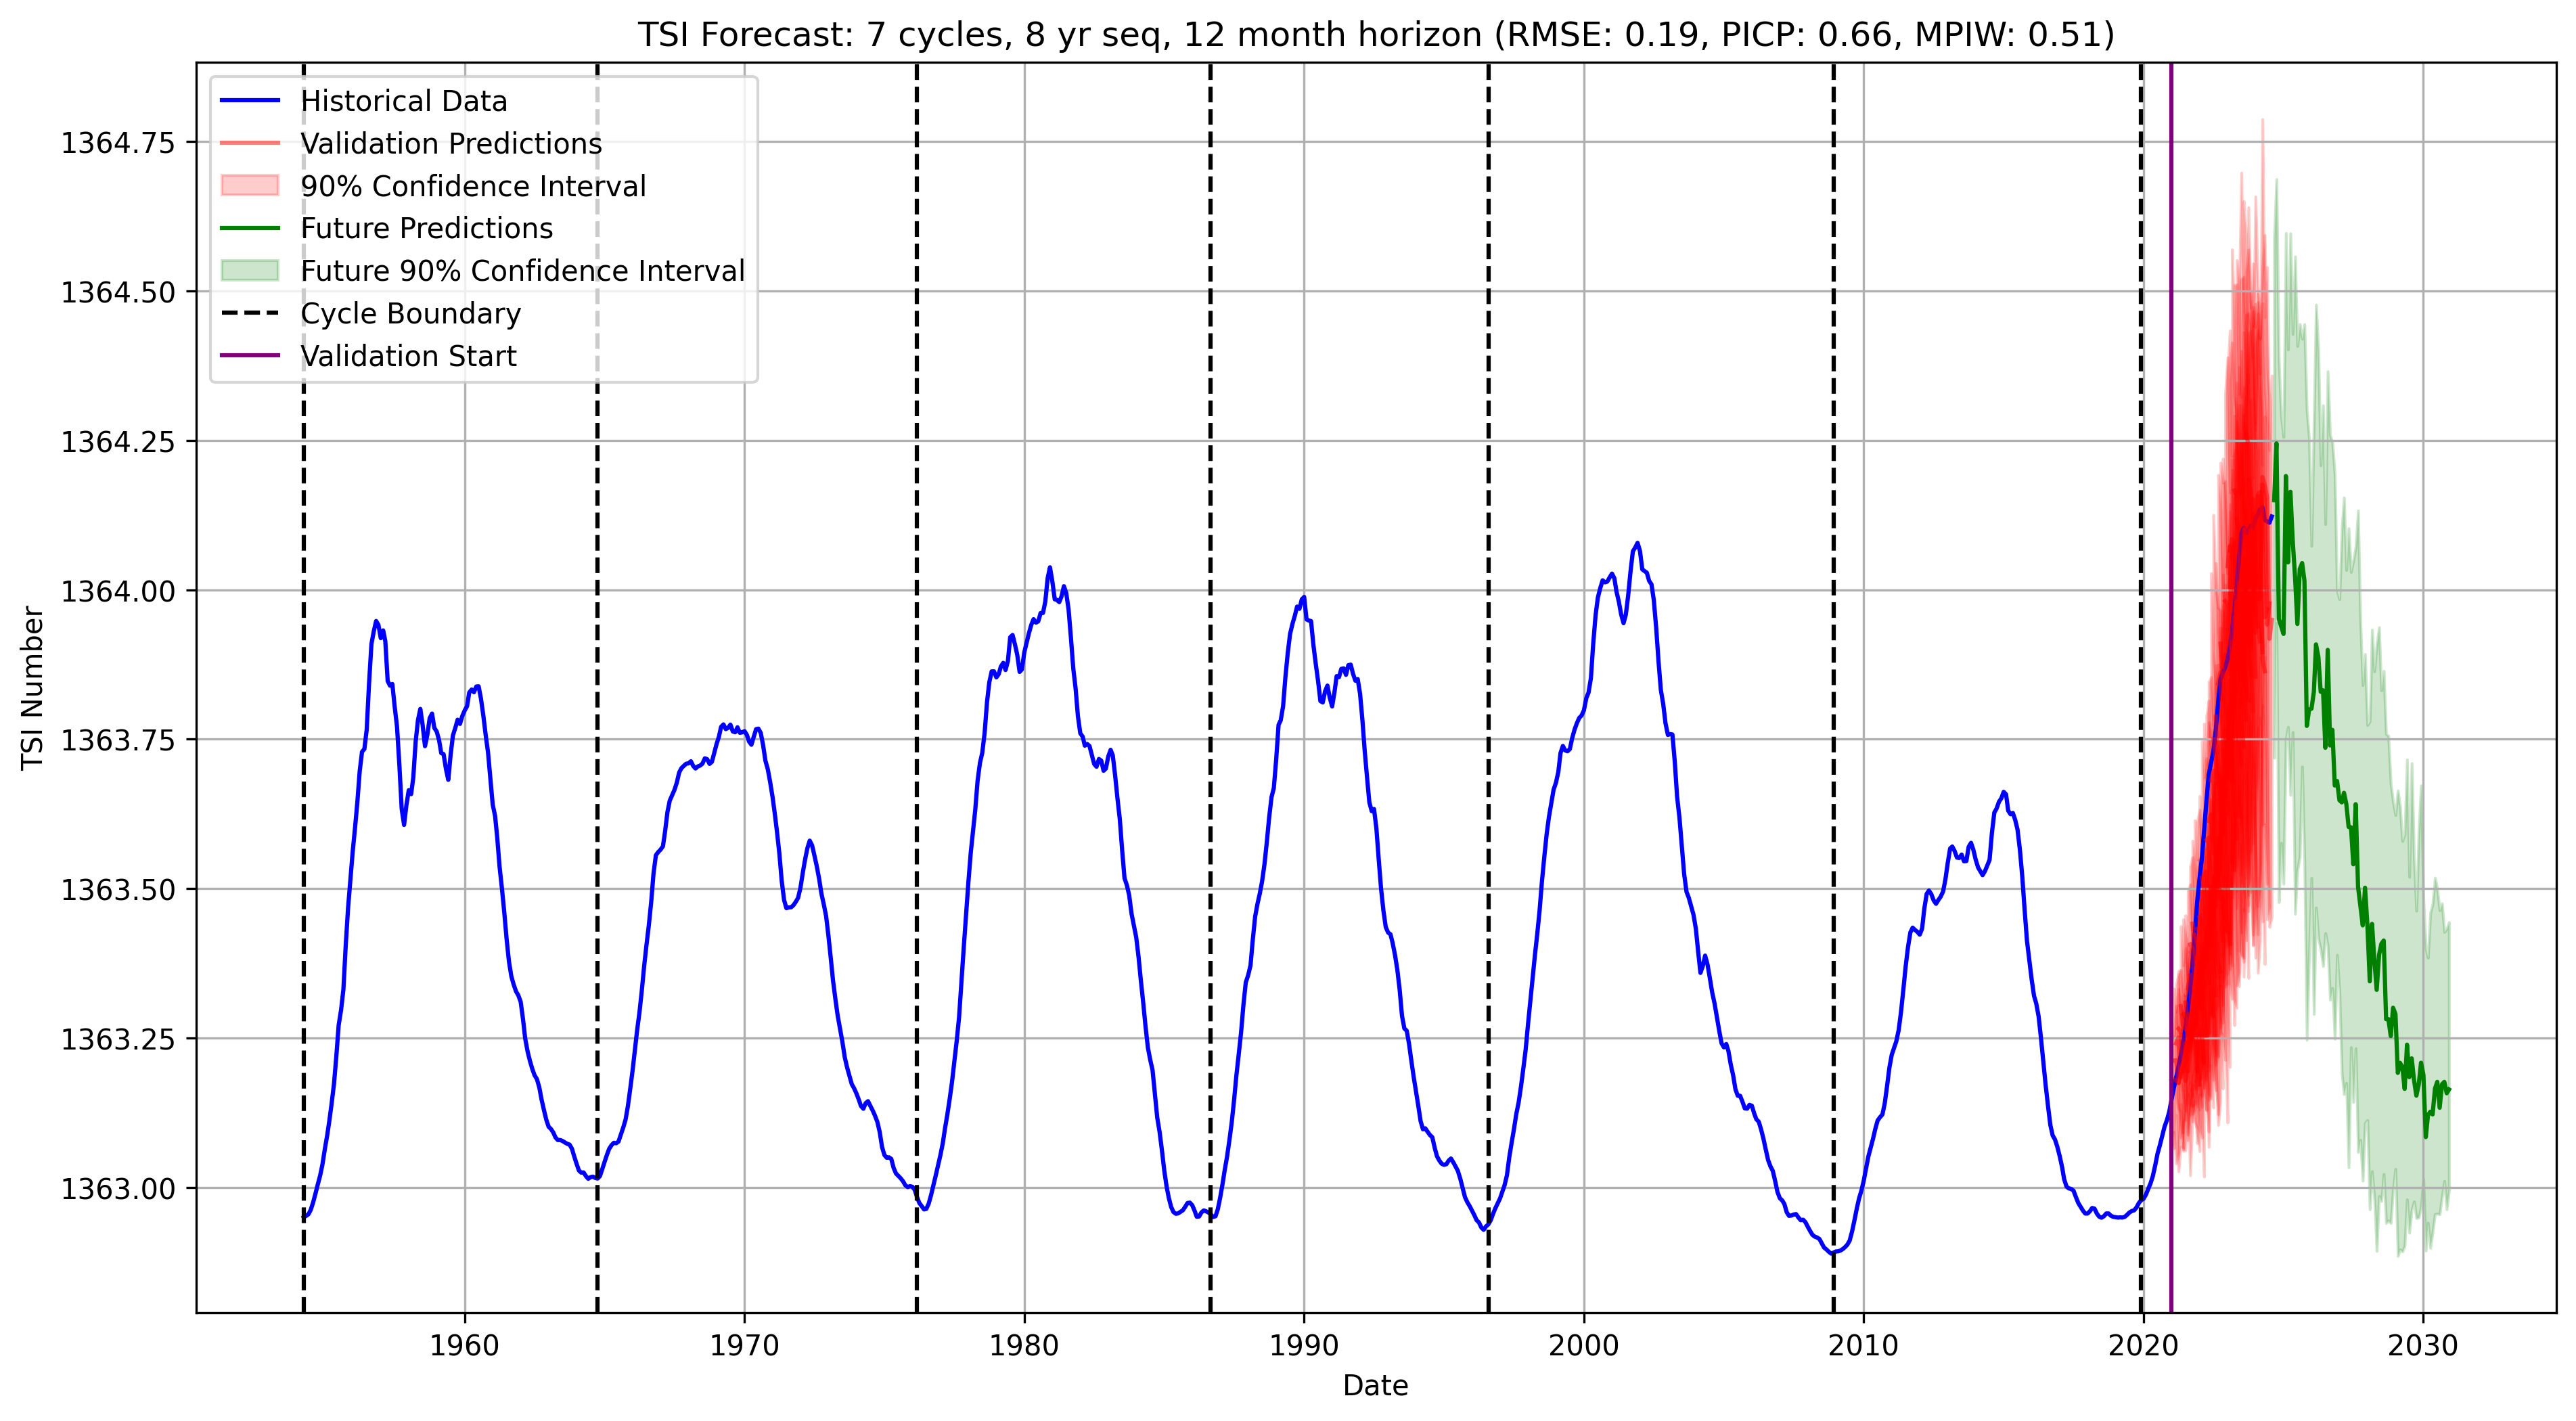 TSI Forecast: 7 cycles, 8 yr seq, 12 month horizon (RMSE: 0.19, PICP: 0.66, MPIW: 0.51)
Historical Data
Validation Predictions
90% Confidence Interval
Future Predictions
Future 90% Confidence Interval
Cycle Boundary
Validation Start
TSI Number
1364.75
1364.50
1364.25
1364.00
1363.75
1363.50
1363.25
1363.00
1960 1970 1980 1990 2000 2010 2020 2030
Date